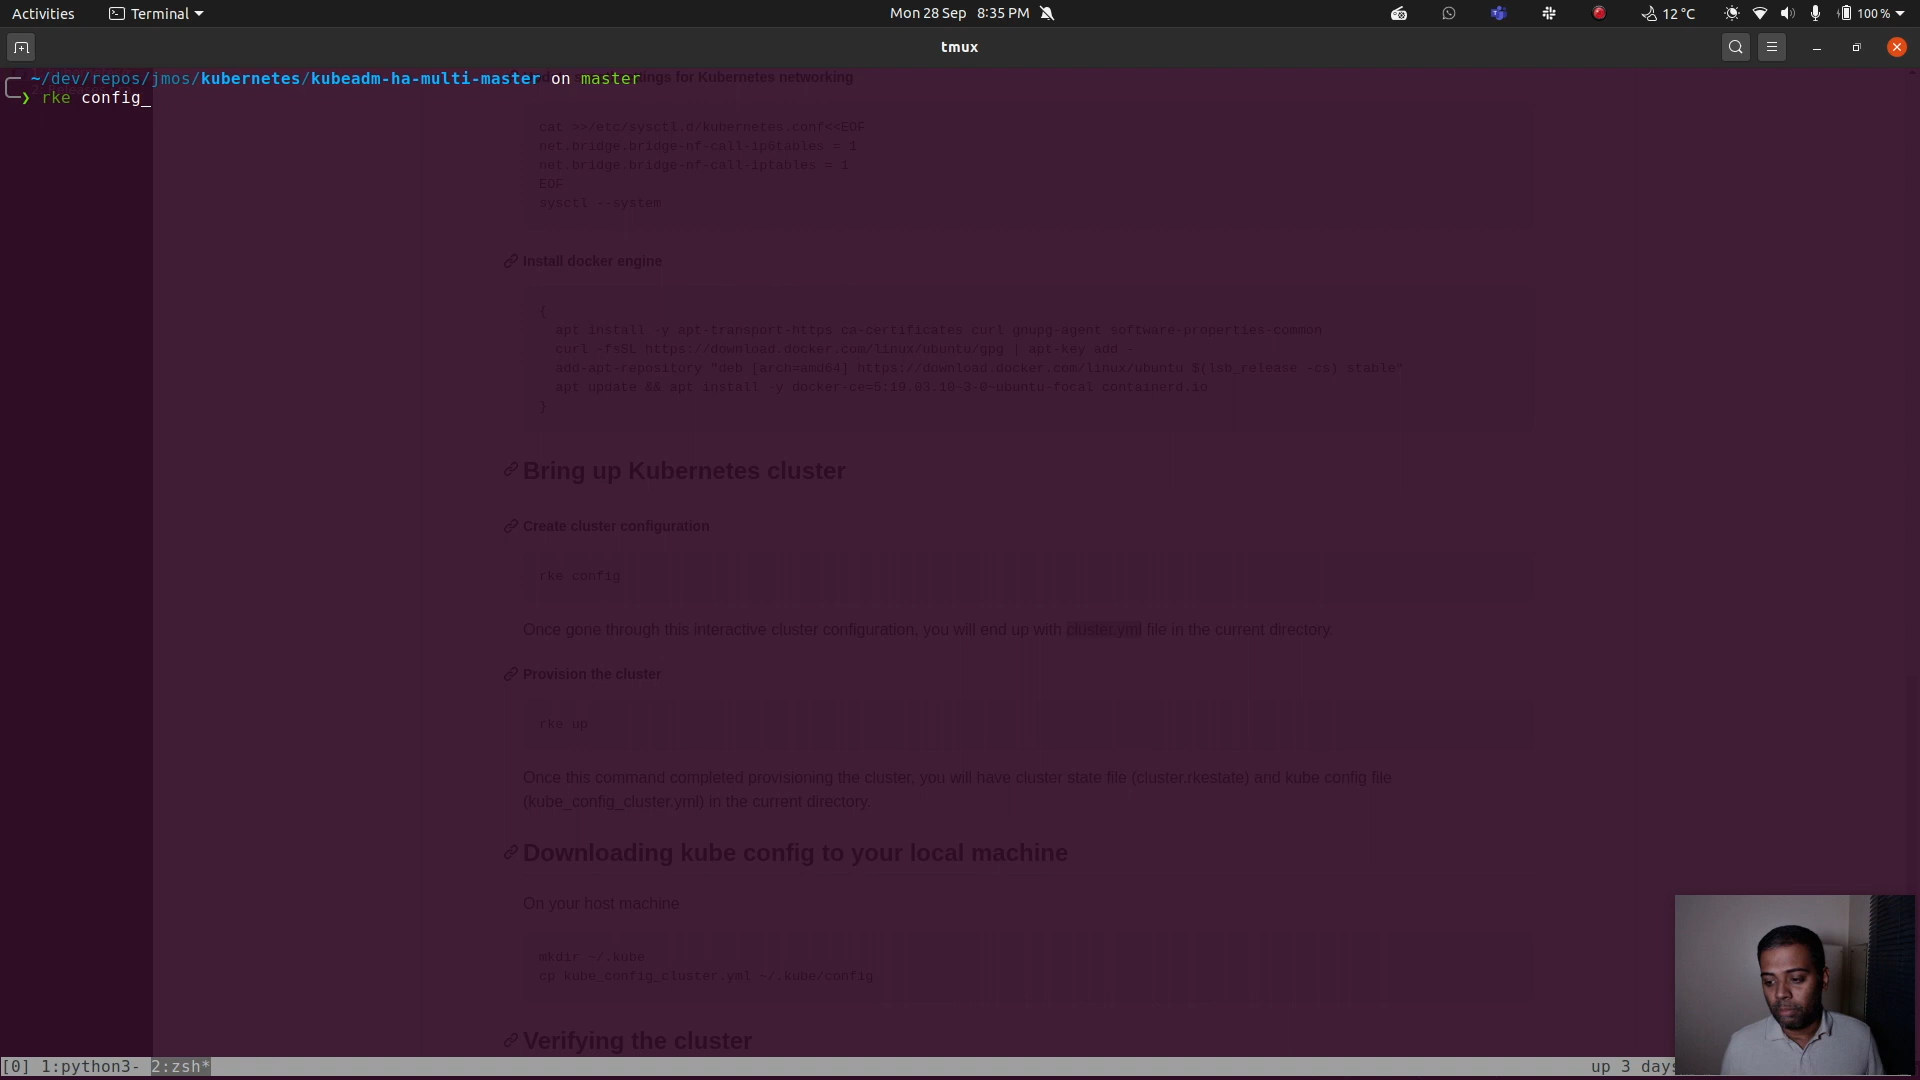 Activities Terminal Mon 28 Sep 8:35 PM 12 °C 100 %
tmux
~/dev/repos/jmos/kubernetes/kubeadm-ha-multi-master on master
for Kubernetes networking
❯ rke config_
cat >>/etc/sysctl.d/kubernetes.conf<<EOF
net.bridge.bridge-nf-call-ip6tables = 1
net.bridge.bridge-nf-call-iptables = 1
EOF
sysctl --system
Install docker engine
{
apt install -y apt-transport-https ca-certificates curl gnupg-agent software-properties-common
curl -fsSL https://download.docker.com/linux/ubuntu/gpg | apt-key add -
add-apt-repository "deb [arch=amd64] https://download.docker.com/linux/ubuntu $(lsb_release -cs) stable"
apt update && apt install -y docker-ce=5:19.03.10~3-0~ubuntu-focal containerd.io
}
Bring up Kubernetes cluster
Create cluster configuration
rke config
Once gone through this interactive cluster configuration, you will end up with cluster.yml file in the current directory.
Provision the cluster
rke up
Once this command completed provisioning the cluster, you will have cluster state file (cluster.rkestate) and kube config file
(kube_config_cluster.yml) in the current directory.
Downloading kube config to your local machine
On your host machine
mkdir ~/.kube
cp kube_config_cluster.yml ~/.kube/config
Verifying the cluster
[0] 1:python3- 2:zsh* up 3 days